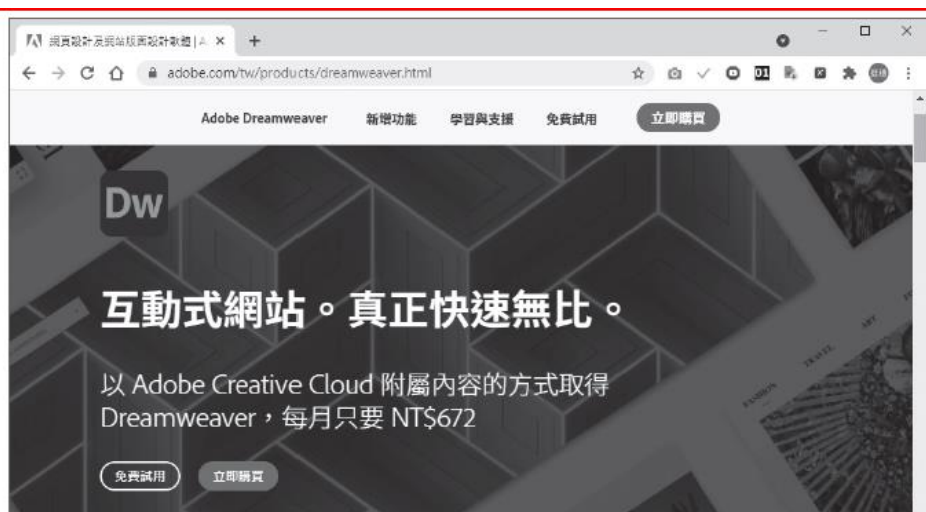 網頁設計及網站版面設計軟體 | A
adobe.com/tw/products/dreamweaver.html
01
Adobe Dreamweaver 新增功能 學習與支援 免費試用 立即購買
Dw
互動式網站。真正快速無比。
以 Adobe Creative Cloud 附屬內容的方式取得
Dreamweaver，每月只要 NT$672
免費試用 立即購買
ART
TRAVEL
FASHION